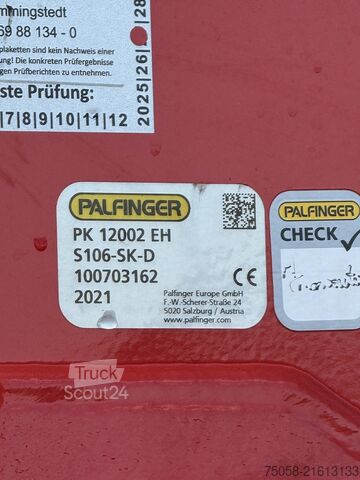 mmingstedt
69 88 134 - 0
plaketten sind kein Nachweis einer
ng! Die konkreten Prüfergebnisse
gen Prüfberichten zu entnehmen.
ste Prüfung:
7|8|9|10|11|12
2025|26| |28
PALFINGER
PK 12002 EH
S106-SK-D
100703162
2021
CE
Palfinger Europe GmbH
F.-W.-Scherer-Straße 24
5020 Salzburg / Austria
www.palfinger.com
PALFINGER
CHECK
Truck
Scout24
75058-21613133